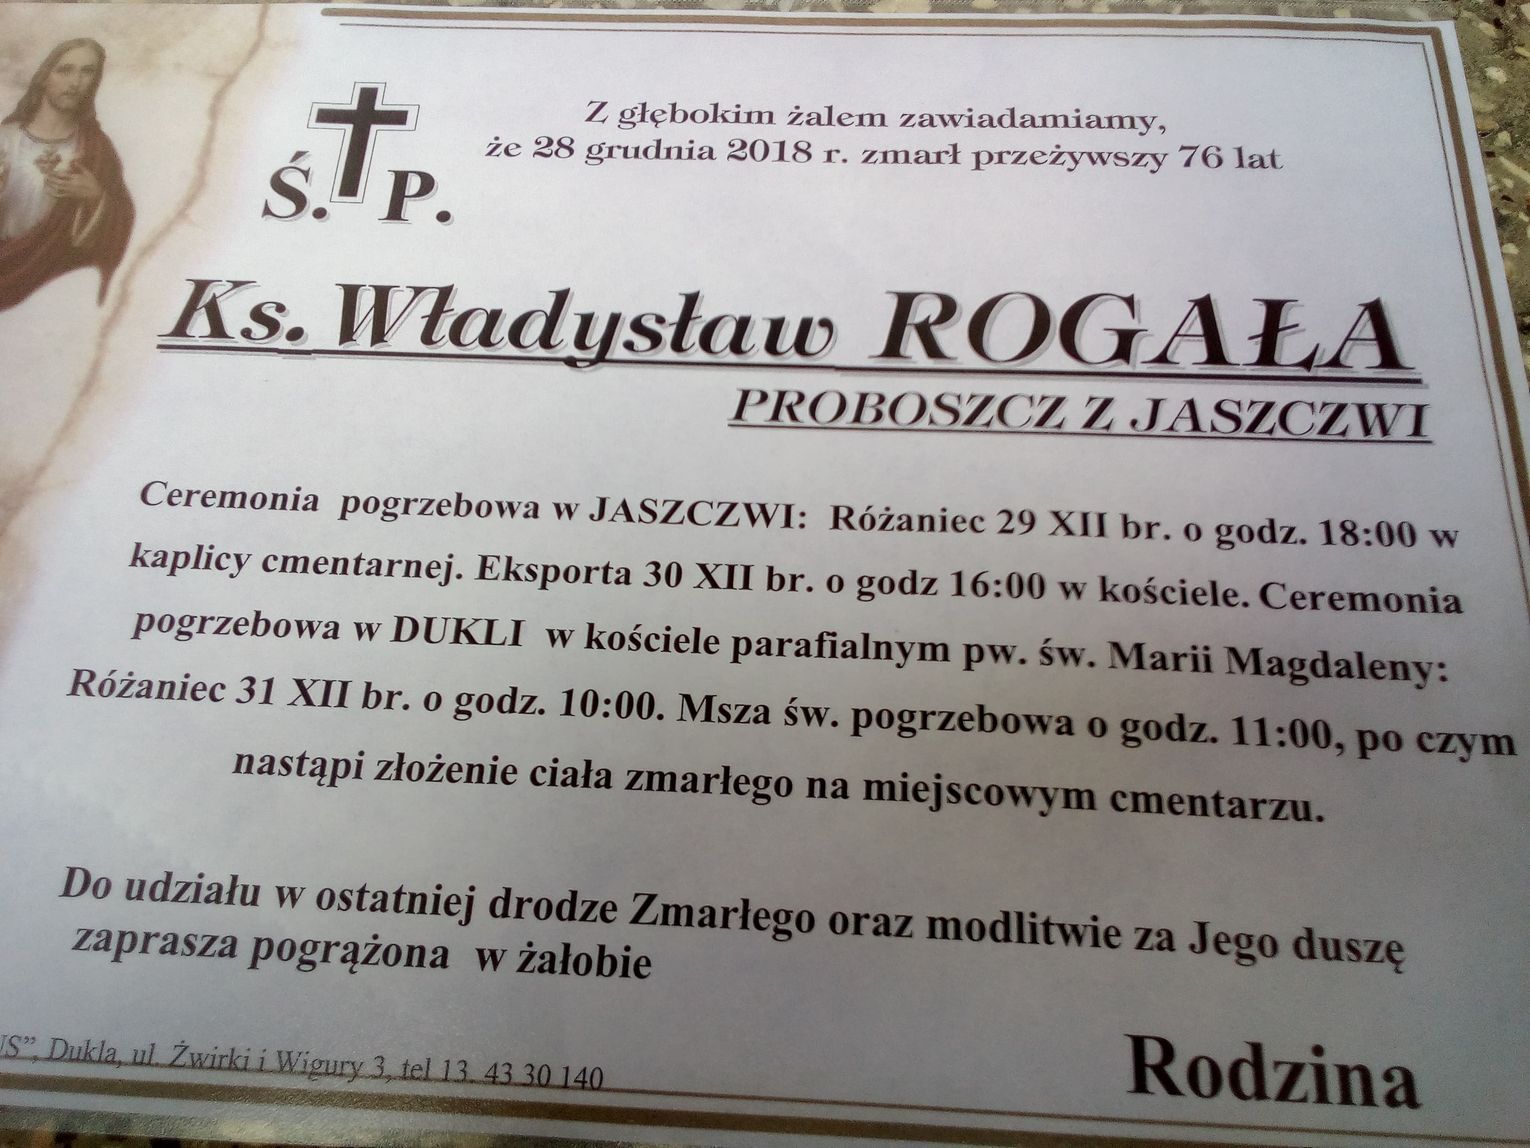 Z głębokim żalem zawiadamiamy,
że 28 grudnia 2018 r. zmarł przeżywszy 76 lat
Ś. P.
Ks. Władysław ROGAŁA
PROBOSZCZ Z JASZCZWI
Ceremonia pogrzebowa w JASZCZWI: Różaniec 29 XII br. o godz. 18:00 w
kaplicy cmentarnej. Eksporta 30 XII br. o godz 16:00 w kościele. Ceremonia
pogrzebowa w DUKLI w kościele parafialnym pw. św. Marii Magdaleny:
Różaniec 31 XII br. o godz. 10:00. Msza św. pogrzebowa o godz. 11:00, po czym
nastąpi złożenie ciała zmarłego na miejscowym cmentarzu.
Do udziału w ostatniej drodze Zmarłego oraz modlitwie za Jego duszę
zaprasza pogrążona w żałobie
Rodzina
Dukla, ul. Żwirki i Wigury 3, tel 13. 43 30 140